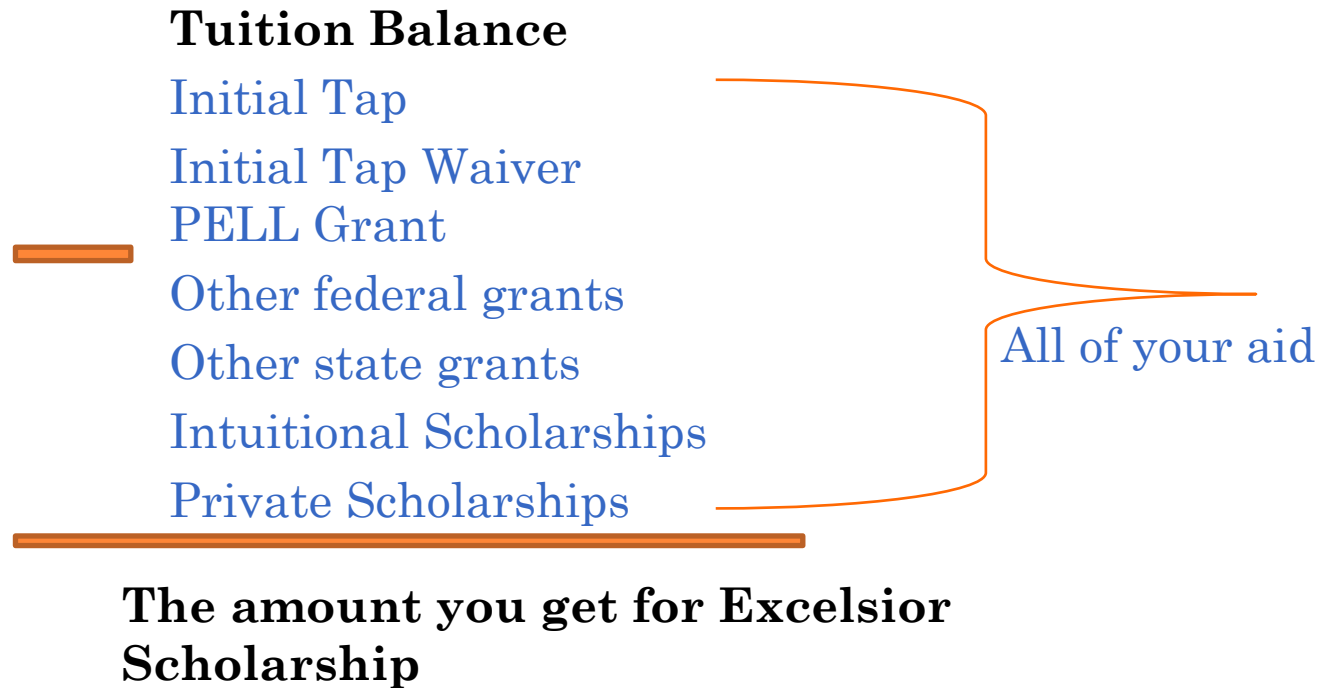 Tuition Balance
Initial Tap
Initial Tap Waiver
PELL Grant
Other federal grants
Other state grants
Intuitional Scholarships
Private Scholarships
All of your aid
The amount you get for Excelsior
Scholarship